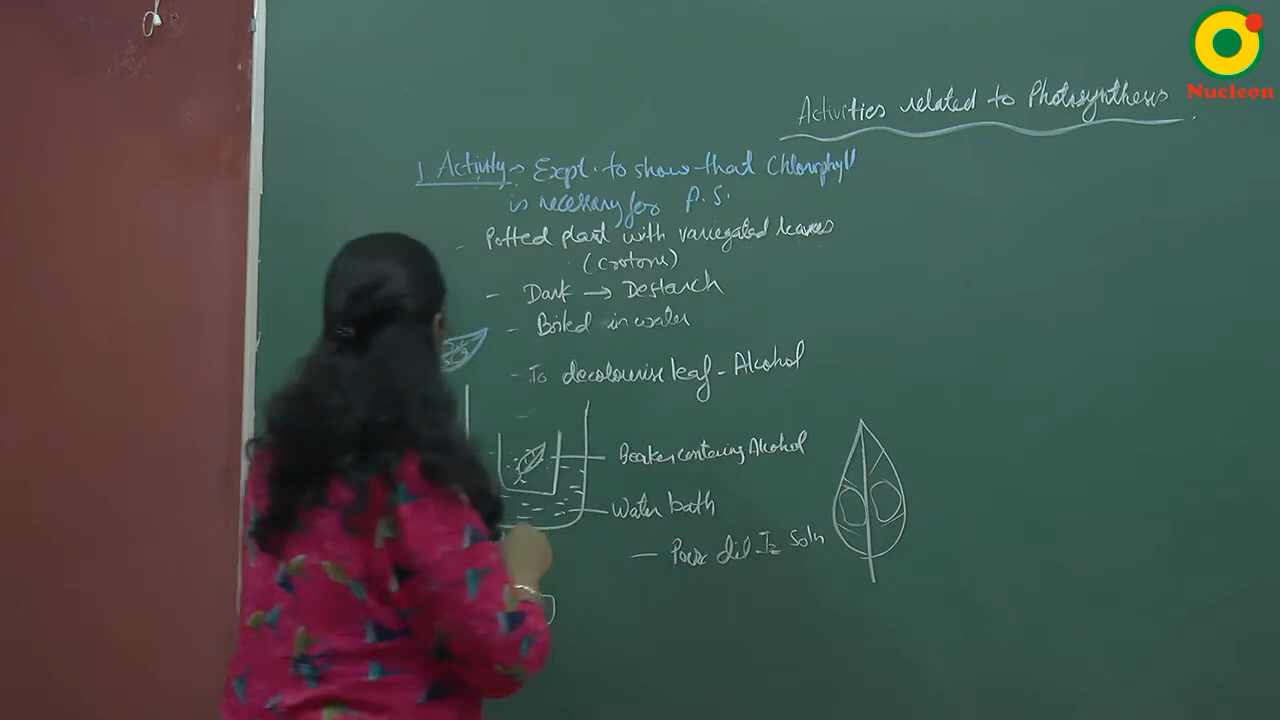 Nucleon
Activities related to Photosynthesis
1. Activity → Expt. to show that Chlorophyll
is necessary for P.S.
- Potted plant with variegated leaves
(Crotons)
- Dark → Destarch
- Boiled in water
- To decolourise leaf - Alcohol
Beaker containing Alcohol
Water bath
- Pour dil I2 Soln